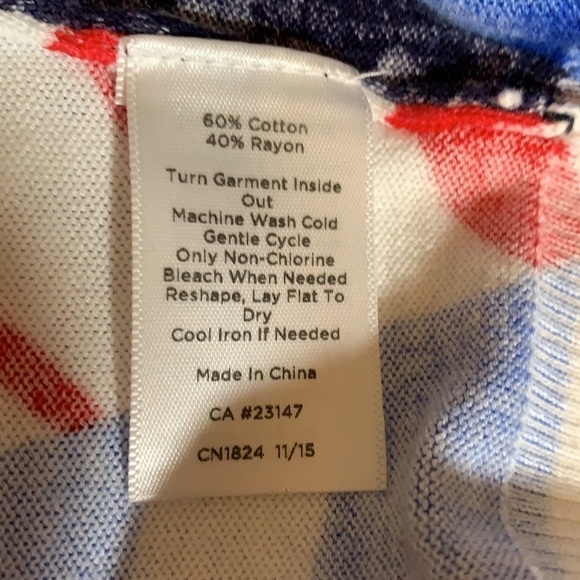 60% Cotton
40% Rayon
Turn Garment Inside
Out
Machine Wash Cold
Gentle Cycle
Only Non-Chlorine
Bleach When Needed
Reshape, Lay Flat To
Dry
Cool Iron If Needed
Made In China
CA #23147
CN1824 11/15